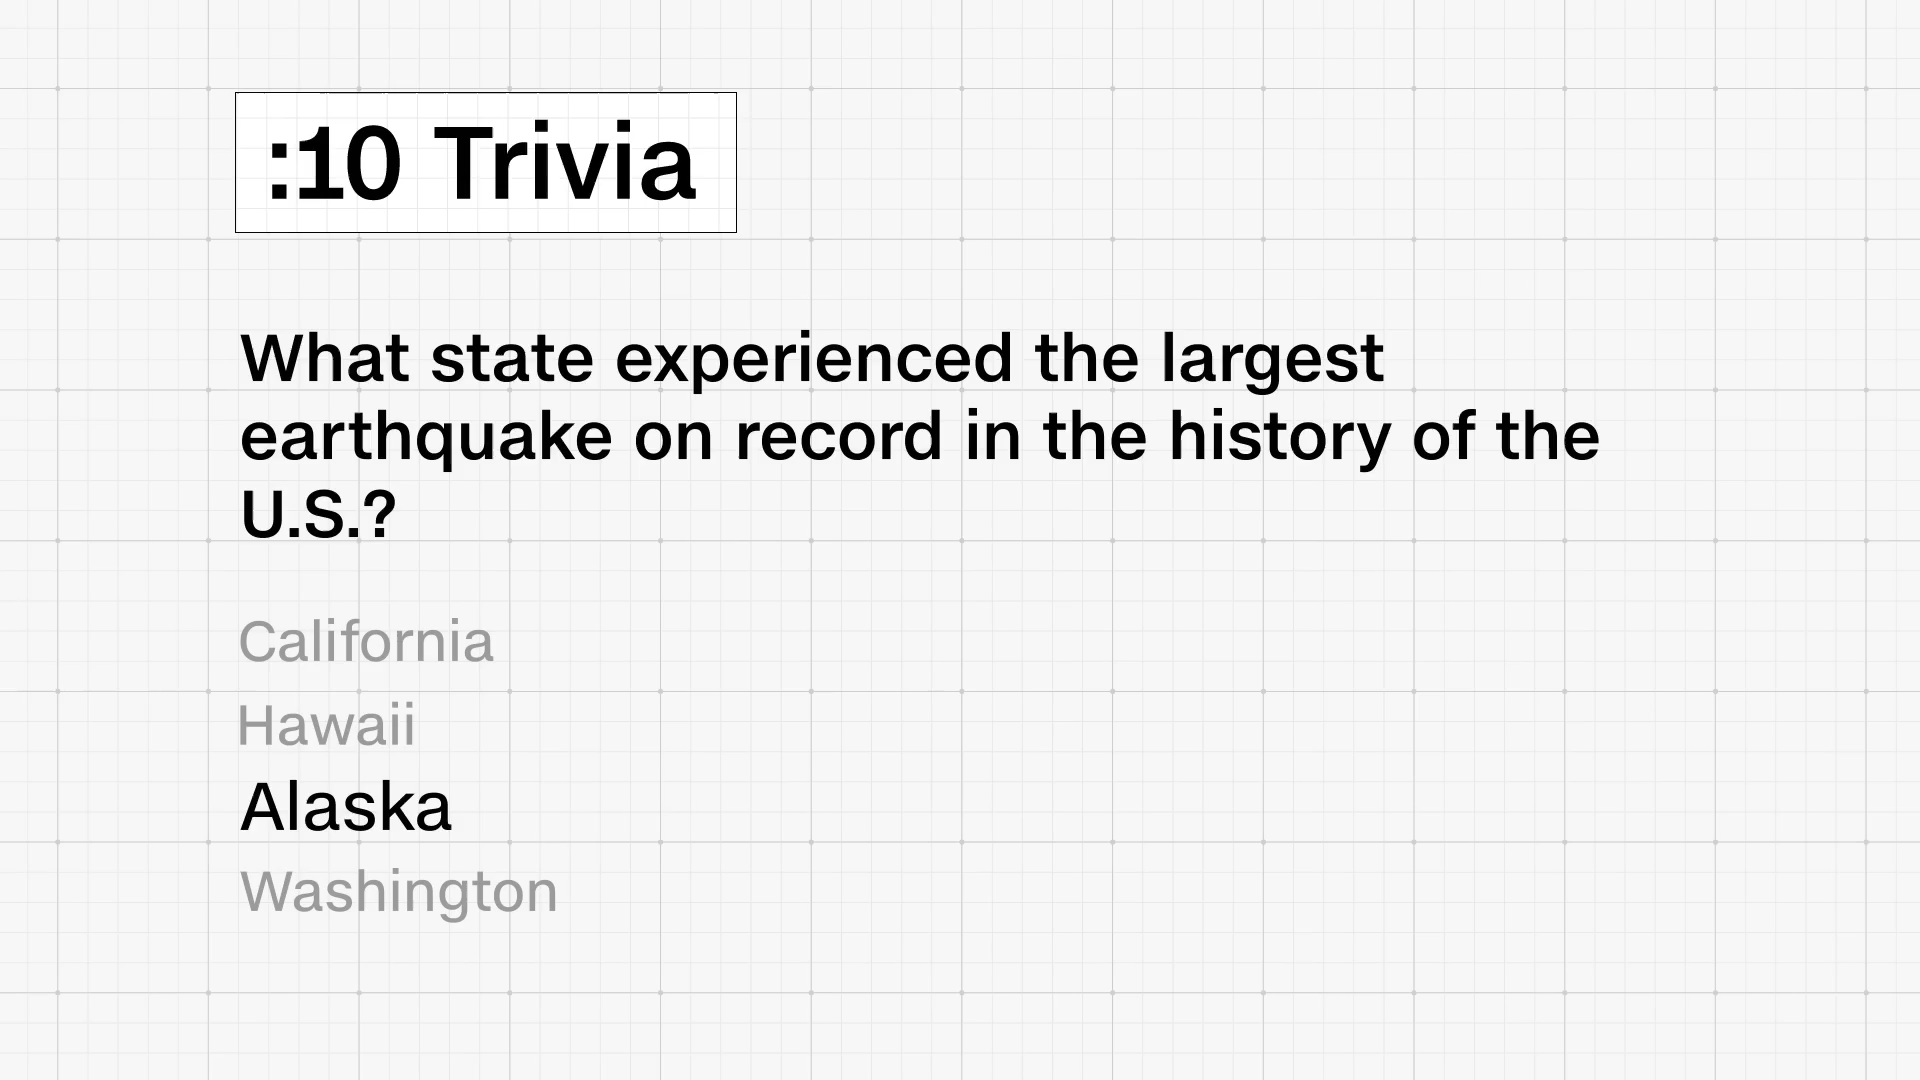 :10 Trivia
What state experienced the largest
earthquake on record in the history of the
U.S.?
California
Hawaii
Alaska
Washington